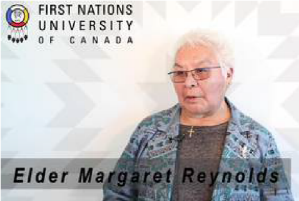 FIRST NATIONS
UNIVERSITY
OF CANADA
Elder Margaret Reynolds